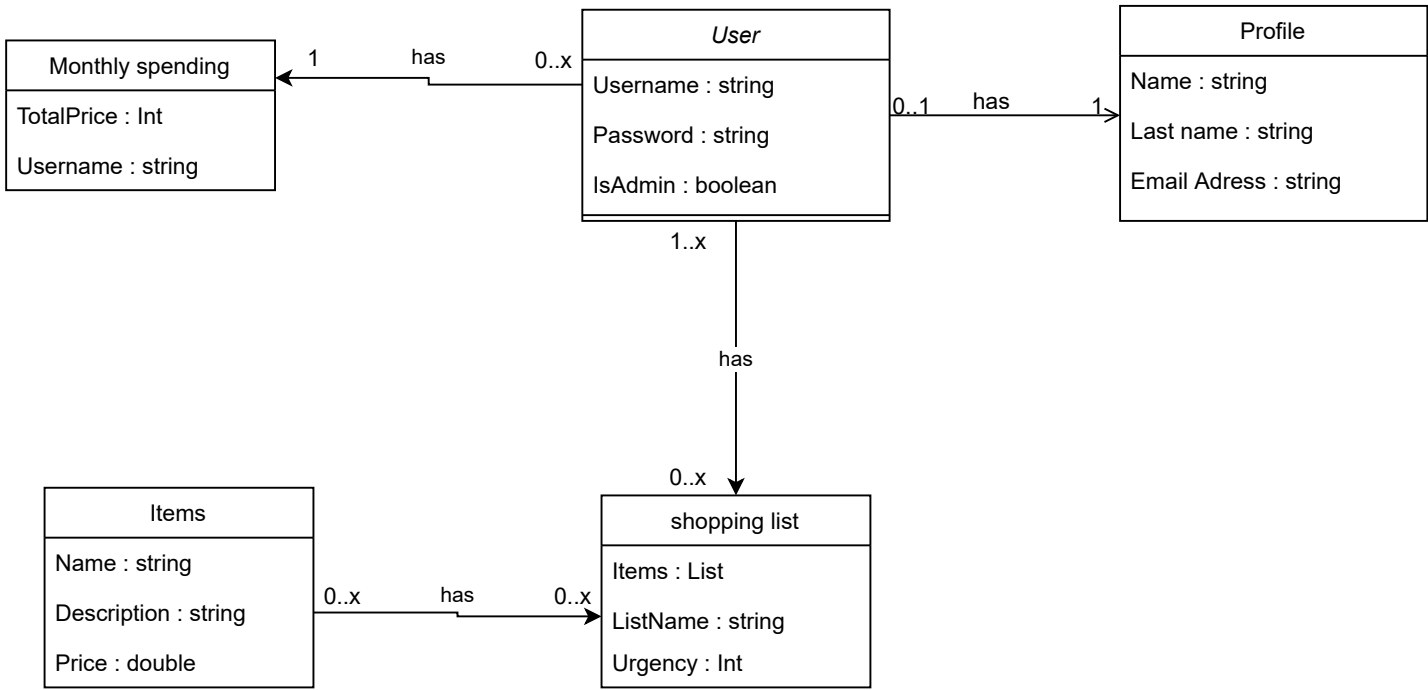 Monthly spending
TotalPrice : Int
Username : string
1
has
0..x
User
Username : string
Password : string
IsAdmin : boolean
0..1
has
1
Profile
Name : string
Last name : string
Email Adress : string
1..x
has
0..x
Items
Name : string
Description : string
Price : double
0..x
has
0..x
shopping list
Items : List
ListName : string
Urgency : Int